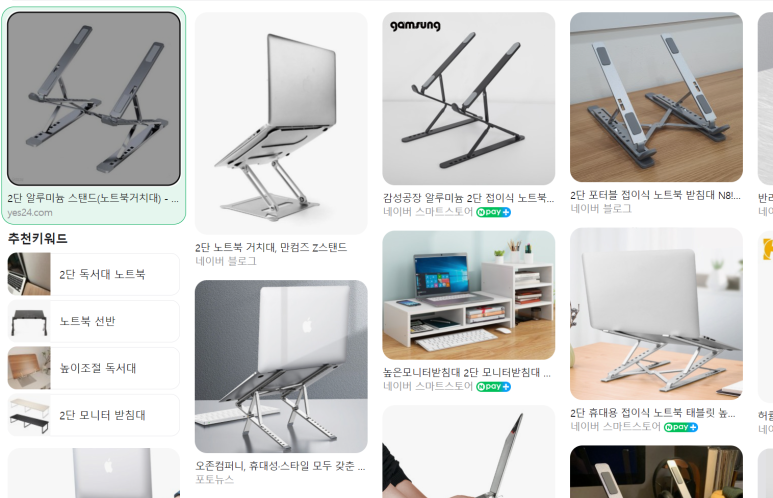 2단 알루미늄 스탠드(노트북거치대) - ...
yes24.com
추천키워드
2단 독서대 노트북
노트북 선반
높이조절 독서대
2단 모니터 받침대
2단 노트북 거치대, 만컴즈 Z스탠드
네이버 블로그
오존컴퍼니, 휴대성·스타일 모두 갖춘 ...
포토뉴스
gamsung
감성공장 알루미늄 2단 접이식 노트북...
네이버 스마트스토어 N pay +
높은모니터받침대 2단 모니터받침대 ...
네이버 스마트스토어 N pay +
2단 포터블 접이식 노트북 받침대 N8!...
네이버 블로그
2단 휴대용 접이식 노트북 태블릿 높...
네이버 스마트스토어 N pay +